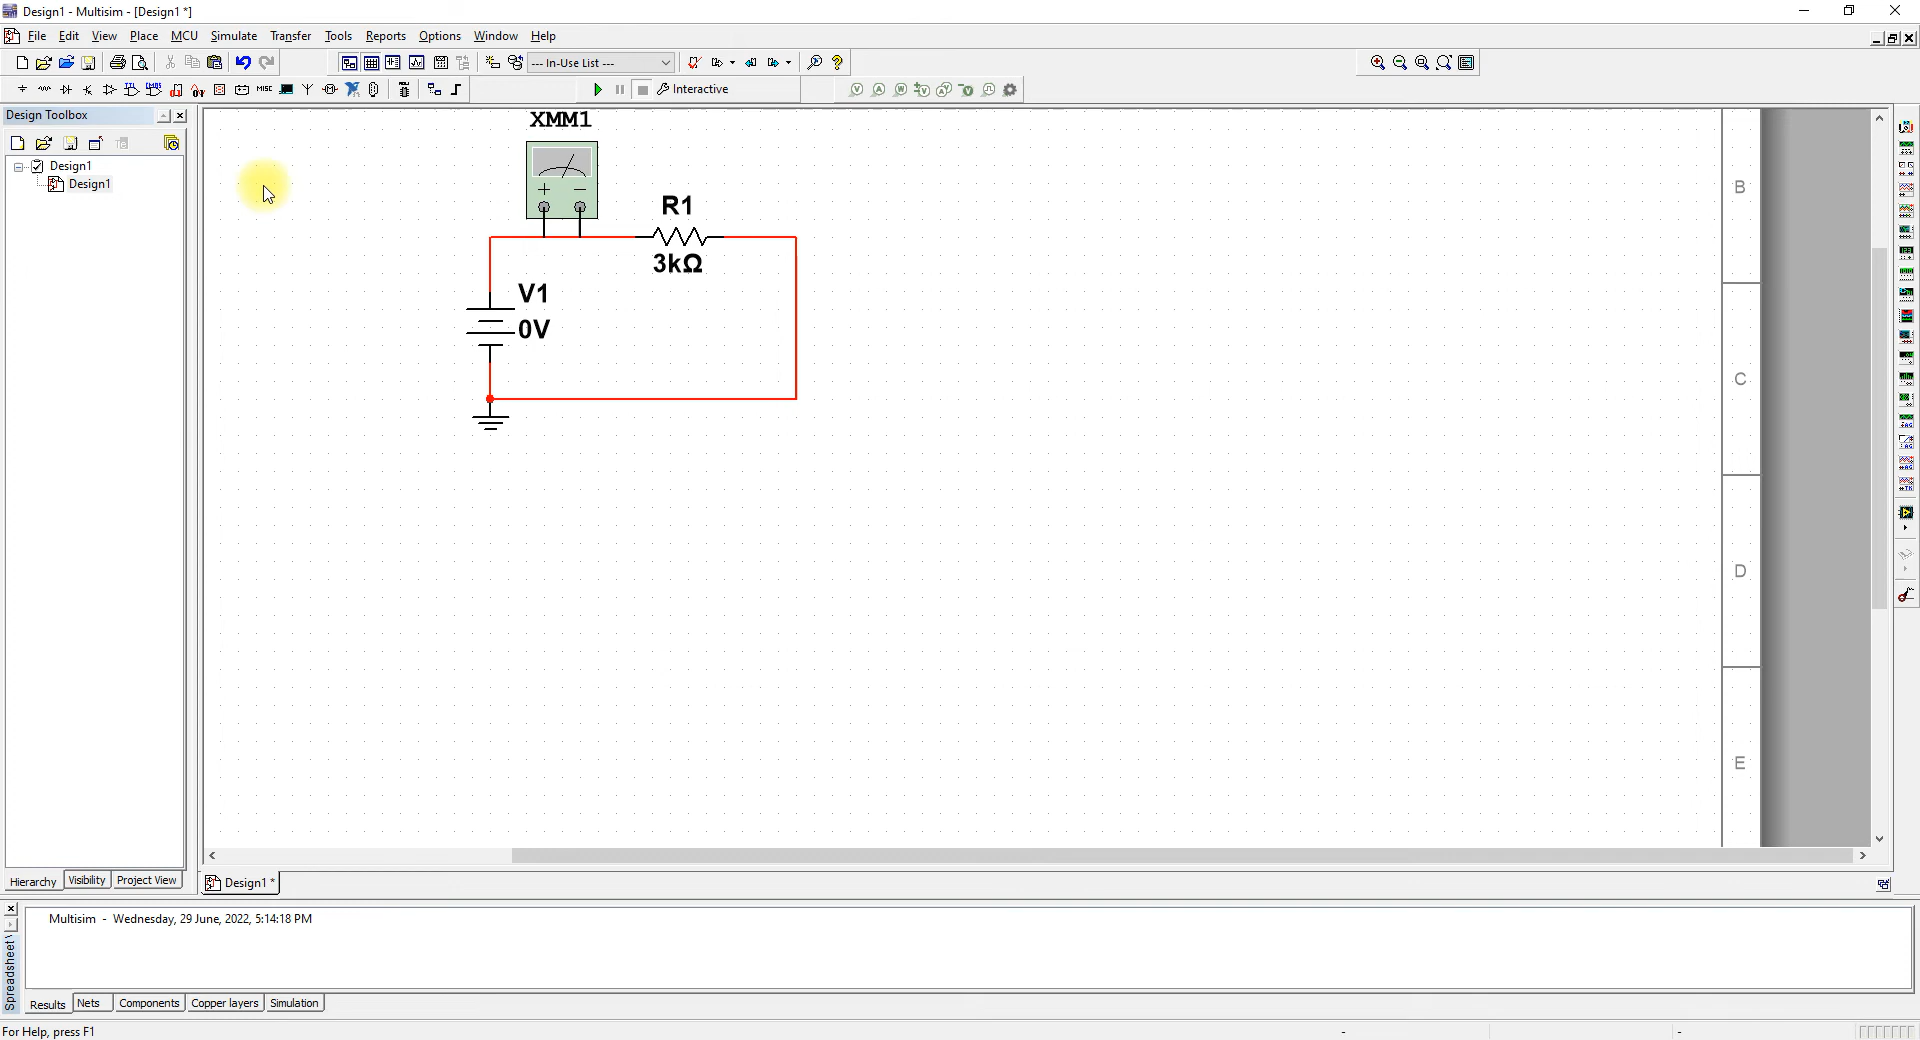 Design1 - Multisim - [Design1 *]
File Edit View Place MCU Simulate Transfer Tools Reports Options Window Help
--- In-Use List ---
MISC Interactive
Design Toolbox
Design1
Design1
XMM1
+ −
R1
3kΩ
V1
0V
B
C
D
E
Hierarchy Visibility Project View
Design1 *
Multisim - Wednesday, 29 June, 2022, 5:14:18 PM
Spreadsheet
Results Nets Components Copper layers Simulation
For Help, press F1
- -